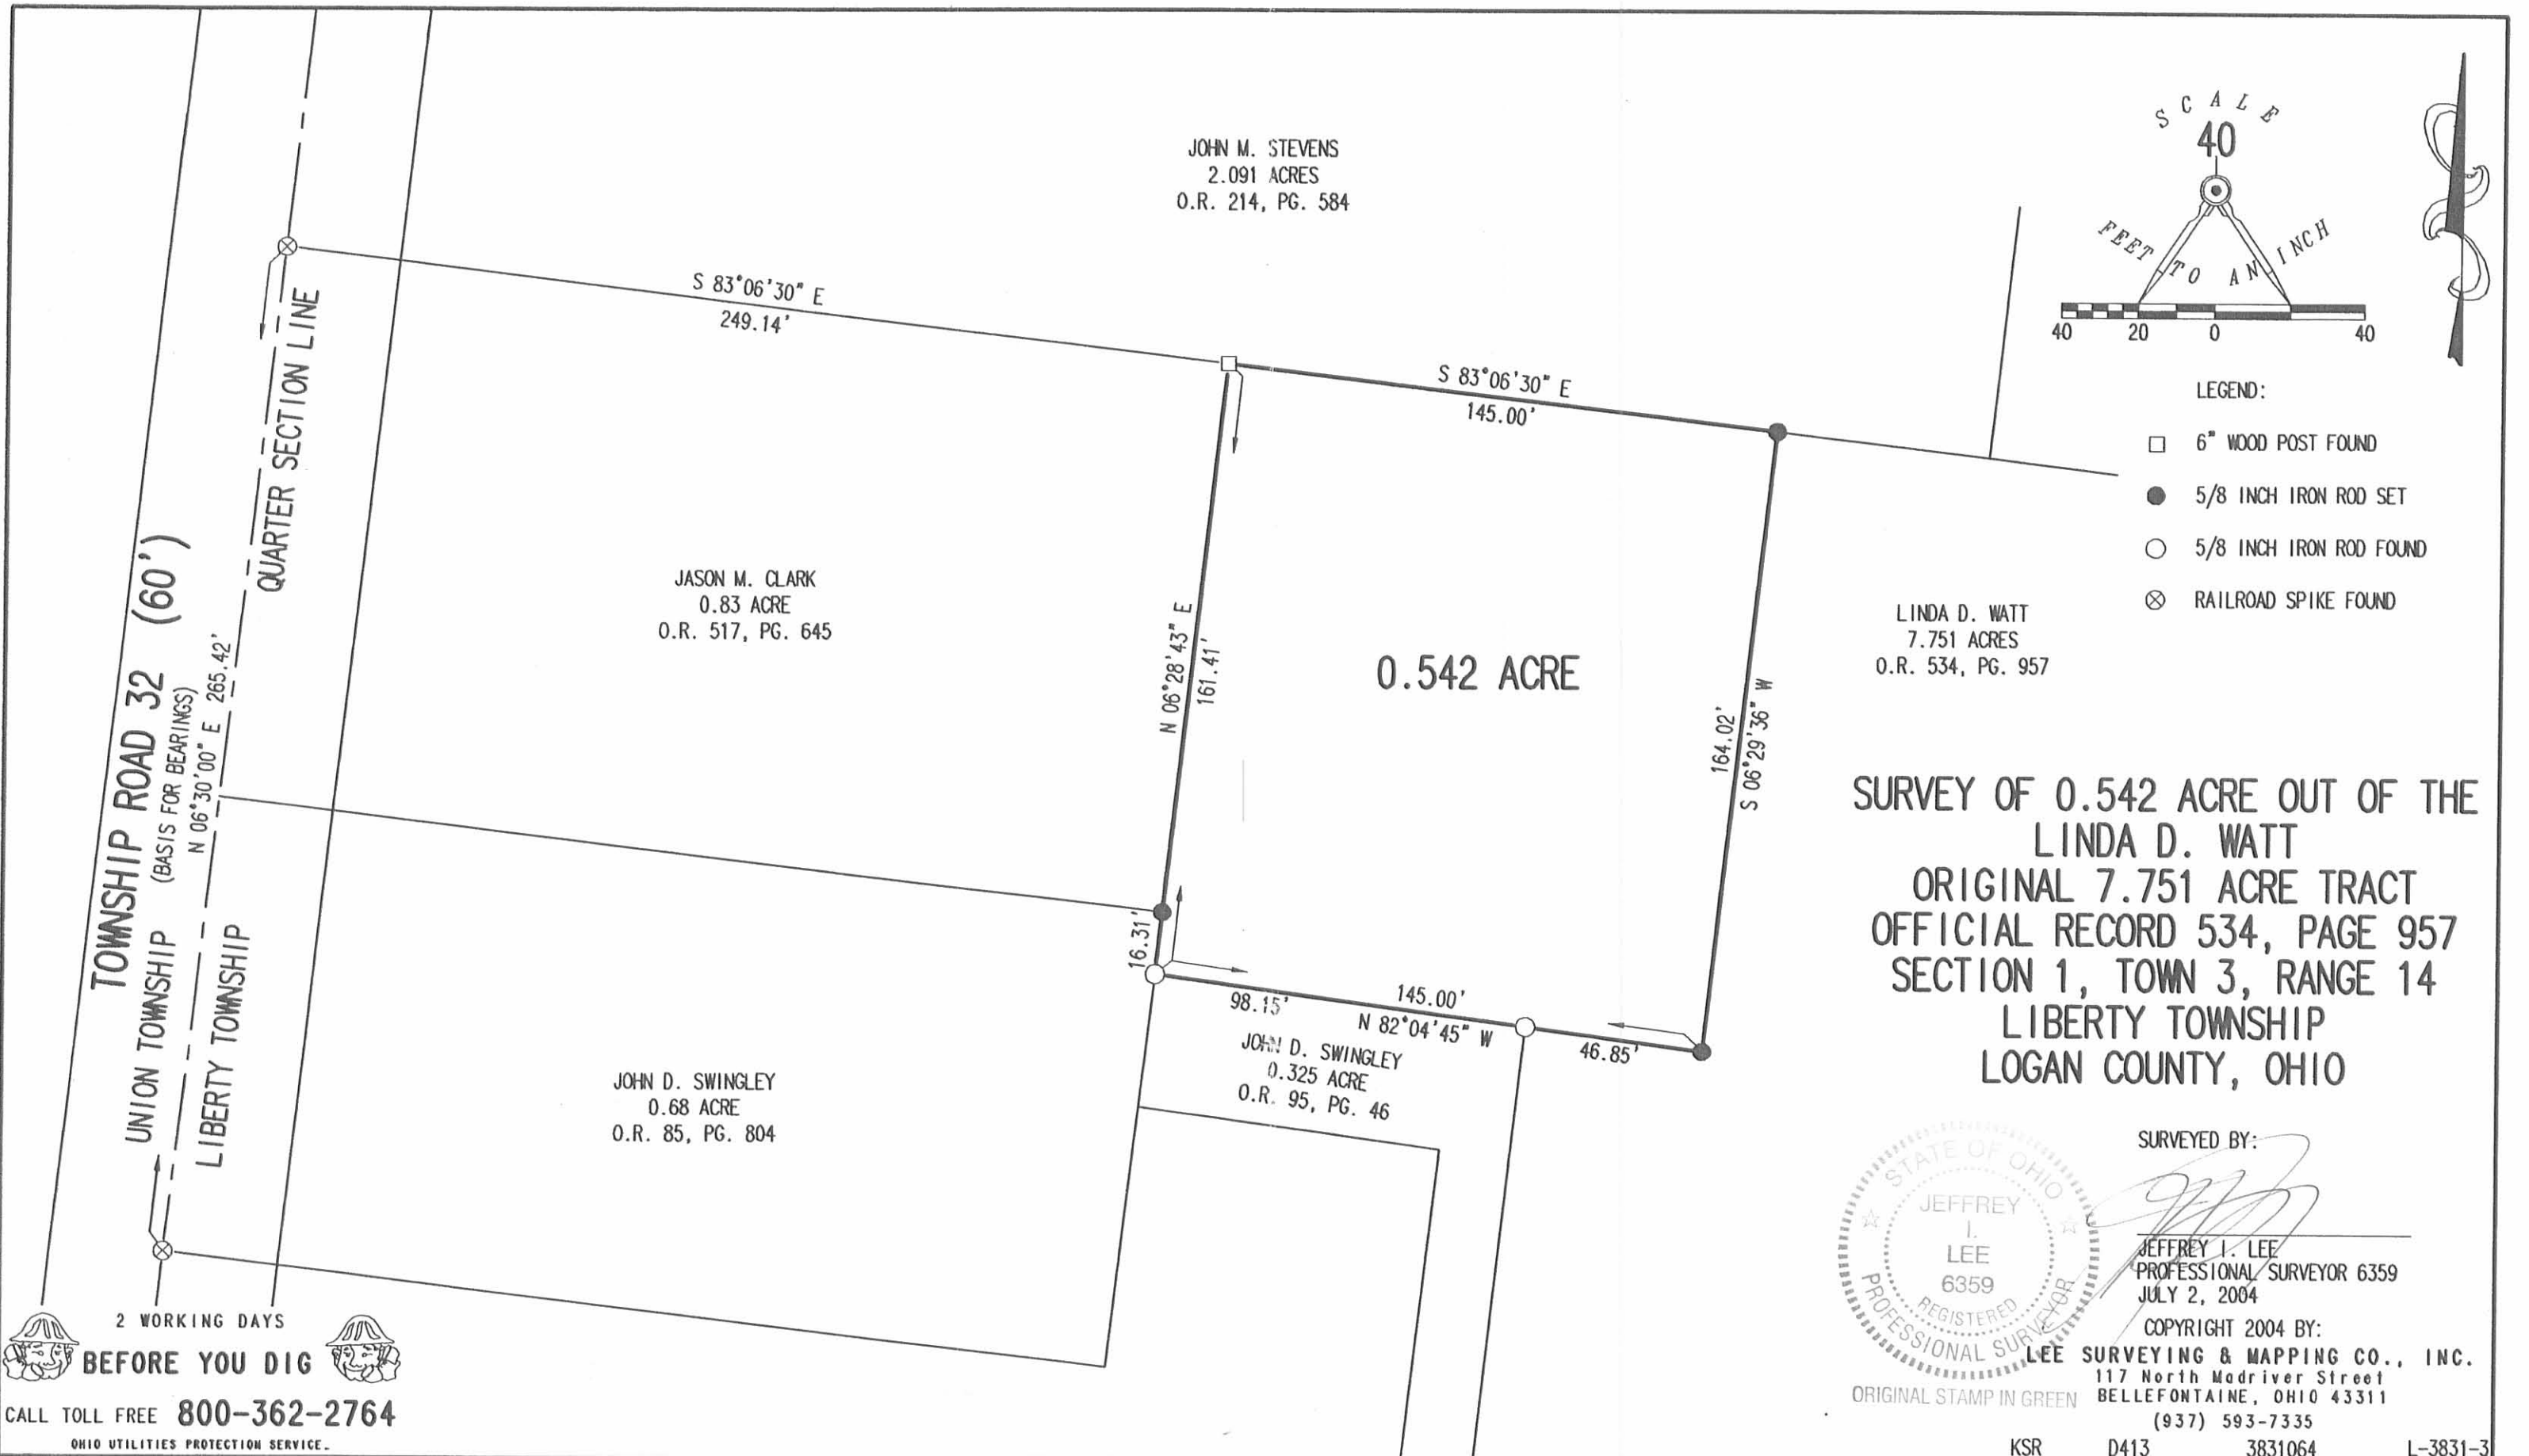 JOHN M. STEVENS
2.091 ACRES
O.R. 214, PG. 584
SCALE
40
FEET TO AN INCH
40 20 0 40
LEGEND:
6" WOOD POST FOUND
5/8 INCH IRON ROD SET
5/8 INCH IRON ROD FOUND
RAILROAD SPIKE FOUND
S 83°06'30" E
249.14'
S 83°06'30" E
145.00'
QUARTER SECTION LINE
TOWNSHIP ROAD 32 (60')
(BASIS FOR BEARINGS)
N 06°30'00" E 265.42'
UNION TOWNSHIP
LIBERTY TOWNSHIP
JASON M. CLARK
0.83 ACRE
O.R. 517, PG. 645
N 06°28'43" E
161.41'
0.542 ACRE
164.02'
S 06°29'36" W
LINDA D. WATT
7.751 ACRES
O.R. 534, PG. 957
16.31'
98.15'
145.00'
N 82°04'45" W
46.85'
JOHN D. SWINGLEY
0.325 ACRE
O.R. 95, PG. 46
JOHN D. SWINGLEY
0.68 ACRE
O.R. 85, PG. 804
SURVEY OF 0.542 ACRE OUT OF THE
LINDA D. WATT
ORIGINAL 7.751 ACRE TRACT
OFFICIAL RECORD 534, PAGE 957
SECTION 1, TOWN 3, RANGE 14
LIBERTY TOWNSHIP
LOGAN COUNTY, OHIO
SURVEYED BY:
STATE OF OHIO
JEFFREY
I.
LEE
6359
REGISTERED
PROFESSIONAL SURVEYOR
ORIGINAL STAMP IN GREEN
JEFFREY I. LEE
PROFESSIONAL SURVEYOR 6359
JULY 2, 2004
COPYRIGHT 2004 BY:
LEE SURVEYING & MAPPING CO., INC.
117 North Madriver Street
BELLEFONTAINE, OHIO 43311
(937) 593-7335
KSR D413 3831064 L-3831-3
2 WORKING DAYS
BEFORE YOU DIG
CALL TOLL FREE 800-362-2764
OHIO UTILITIES PROTECTION SERVICE.